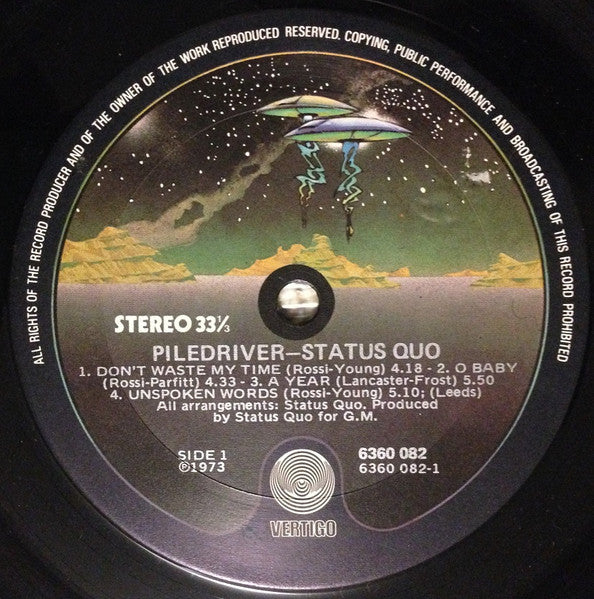 ALL RIGHTS OF THE RECORD PRODUCER AND OF THE OWNER OF THE WORK REPRODUCED RESERVED. COPYING, PUBLIC PERFORMANCE AND BROADCASTING OF THIS RECORD PROHIBITED
STEREO 33⅓
PILEDRIVER—STATUS QUO
1. DON'T WASTE MY TIME (Rossi-Young) 4.18 - 2. O BABY
(Rossi-Parfitt) 4.33 - 3. A YEAR (Lancaster-Frost) 5.50
4. UNSPOKEN WORDS (Rossi-Young) 5.10; (Leeds)
All arrangements: Status Quo. Produced
by Status Quo for G.M.
SIDE 1 6360 082
℗1973 6360 082-1
VERTIGO